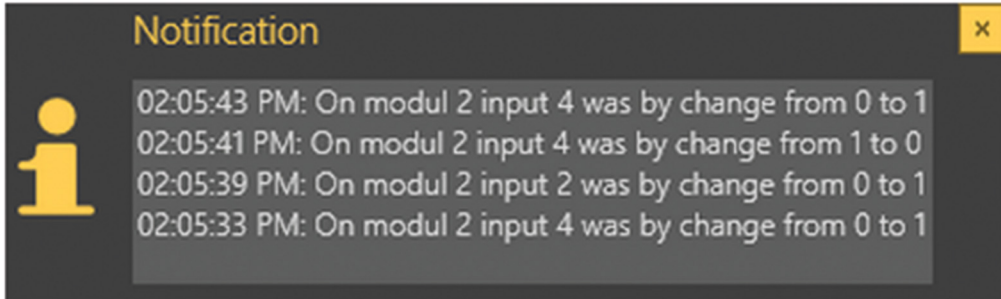 Notification
×
02:05:43 PM: On modul 2 input 4 was by change from 0 to 1
02:05:41 PM: On modul 2 input 4 was by change from 1 to 0
02:05:39 PM: On modul 2 input 2 was by change from 0 to 1
02:05:33 PM: On modul 2 input 4 was by change from 0 to 1